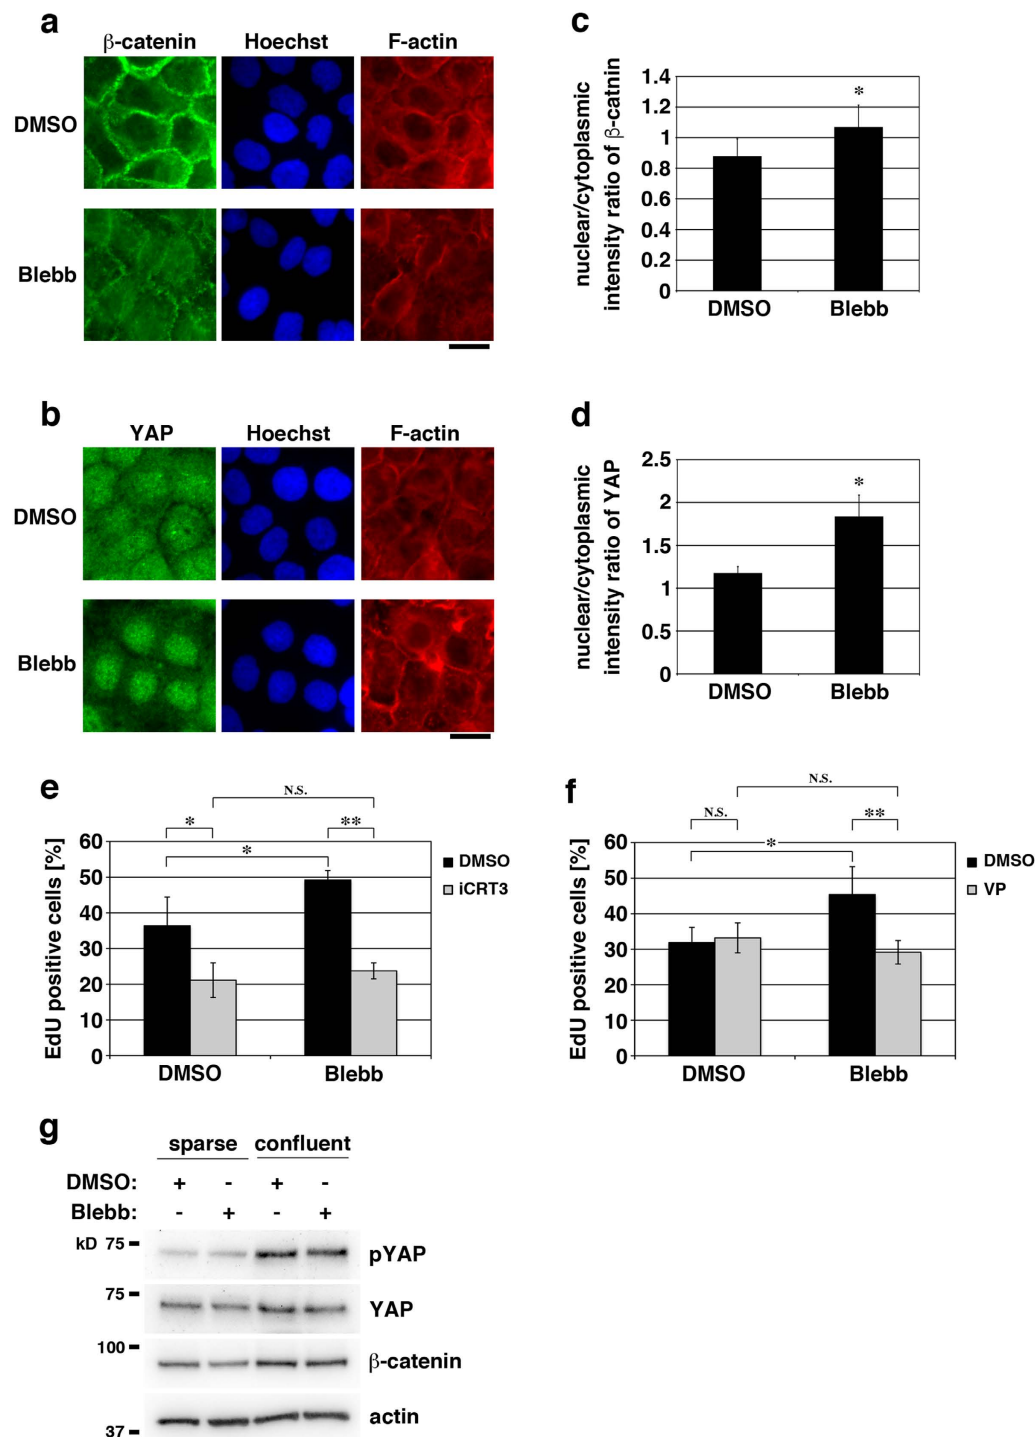 a
β-catenin Hoechst F-actin
DMSO
Blebb
b
YAP Hoechst F-actin
DMSO
Blebb
c
nuclear/cytoplasmic
intensity ratio of β-catnin
1.4
1.2
1
0.8
0.6
0.4
0.2
0
*
DMSO Blebb
d
nuclear/cytoplasmic
intensity ratio of YAP
2.5
2
1.5
1
0.5
0
*
DMSO Blebb
e
N.S.
* **
*
EdU positive cells [%]
60
50
40
30
20
10
0
DMSO Blebb
DMSO
iCRT3
f
N.S.
N.S. **
*
EdU positive cells [%]
60
50
40
30
20
10
0
DMSO Blebb
DMSO
VP
g
sparse confluent
DMSO: + - + -
Blebb: - + - +
kD 75 pYAP
75 YAP
100 β-catenin
37 actin